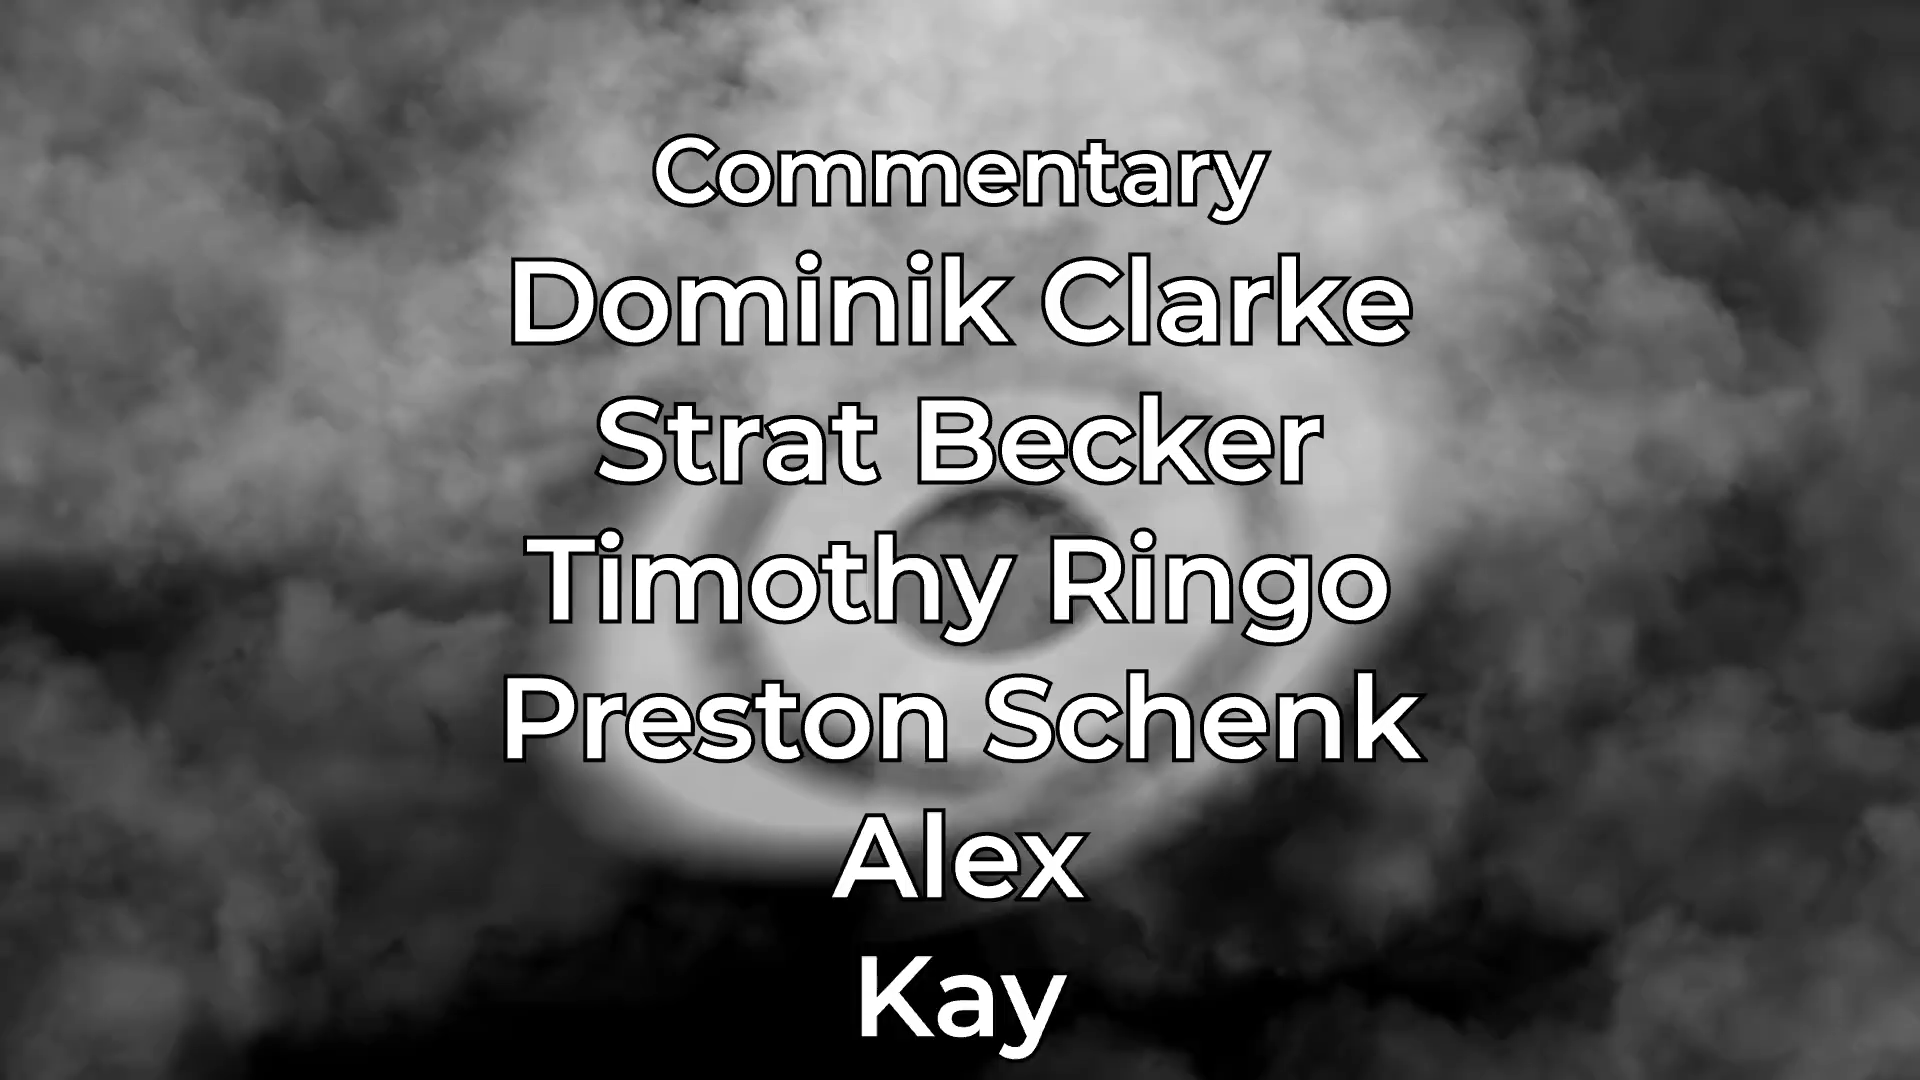 Commentary
Dominik Clarke
Strat Becker
Timothy Ringo
Preston Schenk
Alex
Kay